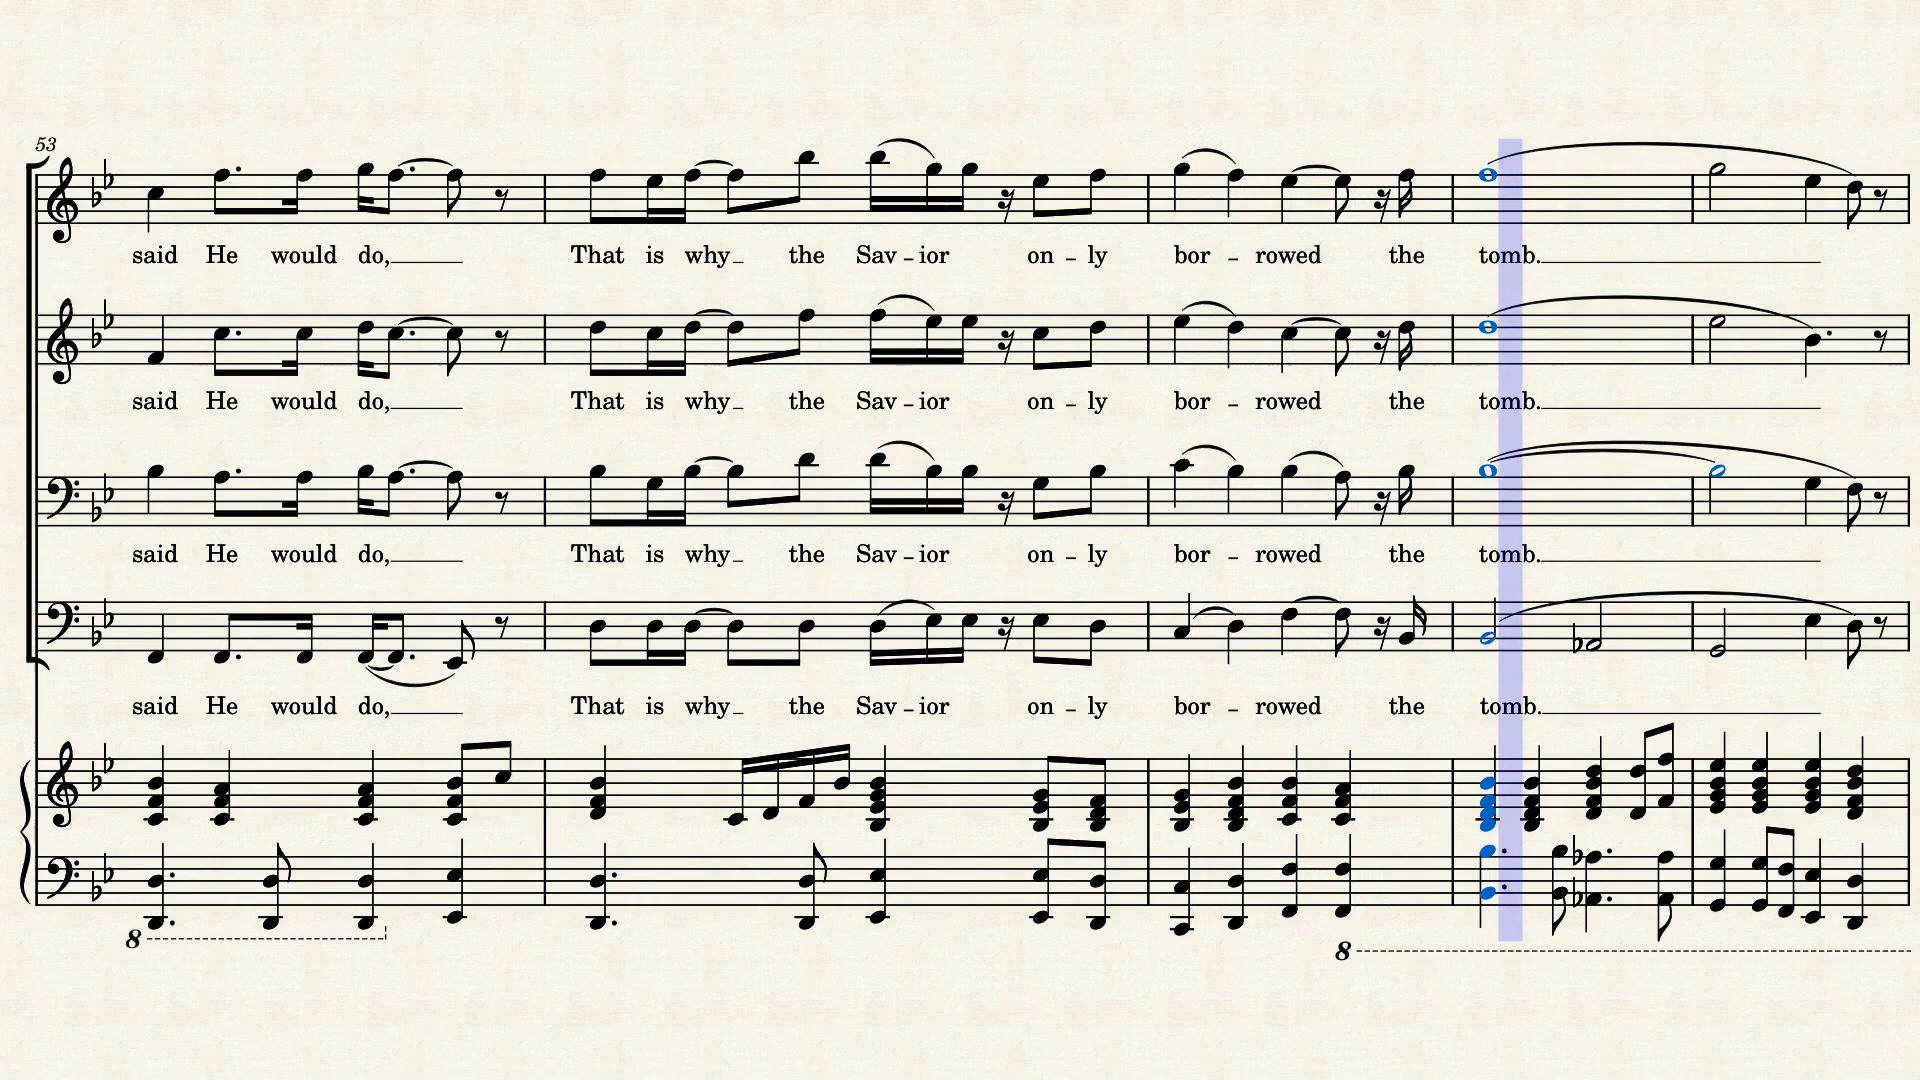 53
said He would do, That is why the Sav - ior on - ly bor - rowed the tomb.
said He would do, That is why the Sav - ior on - ly bor - rowed the tomb.
said He would do, That is why the Sav - ior on - ly bor - rowed the tomb.
said He would do, That is why the Sav - ior on - ly bor - rowed the tomb.
8
8